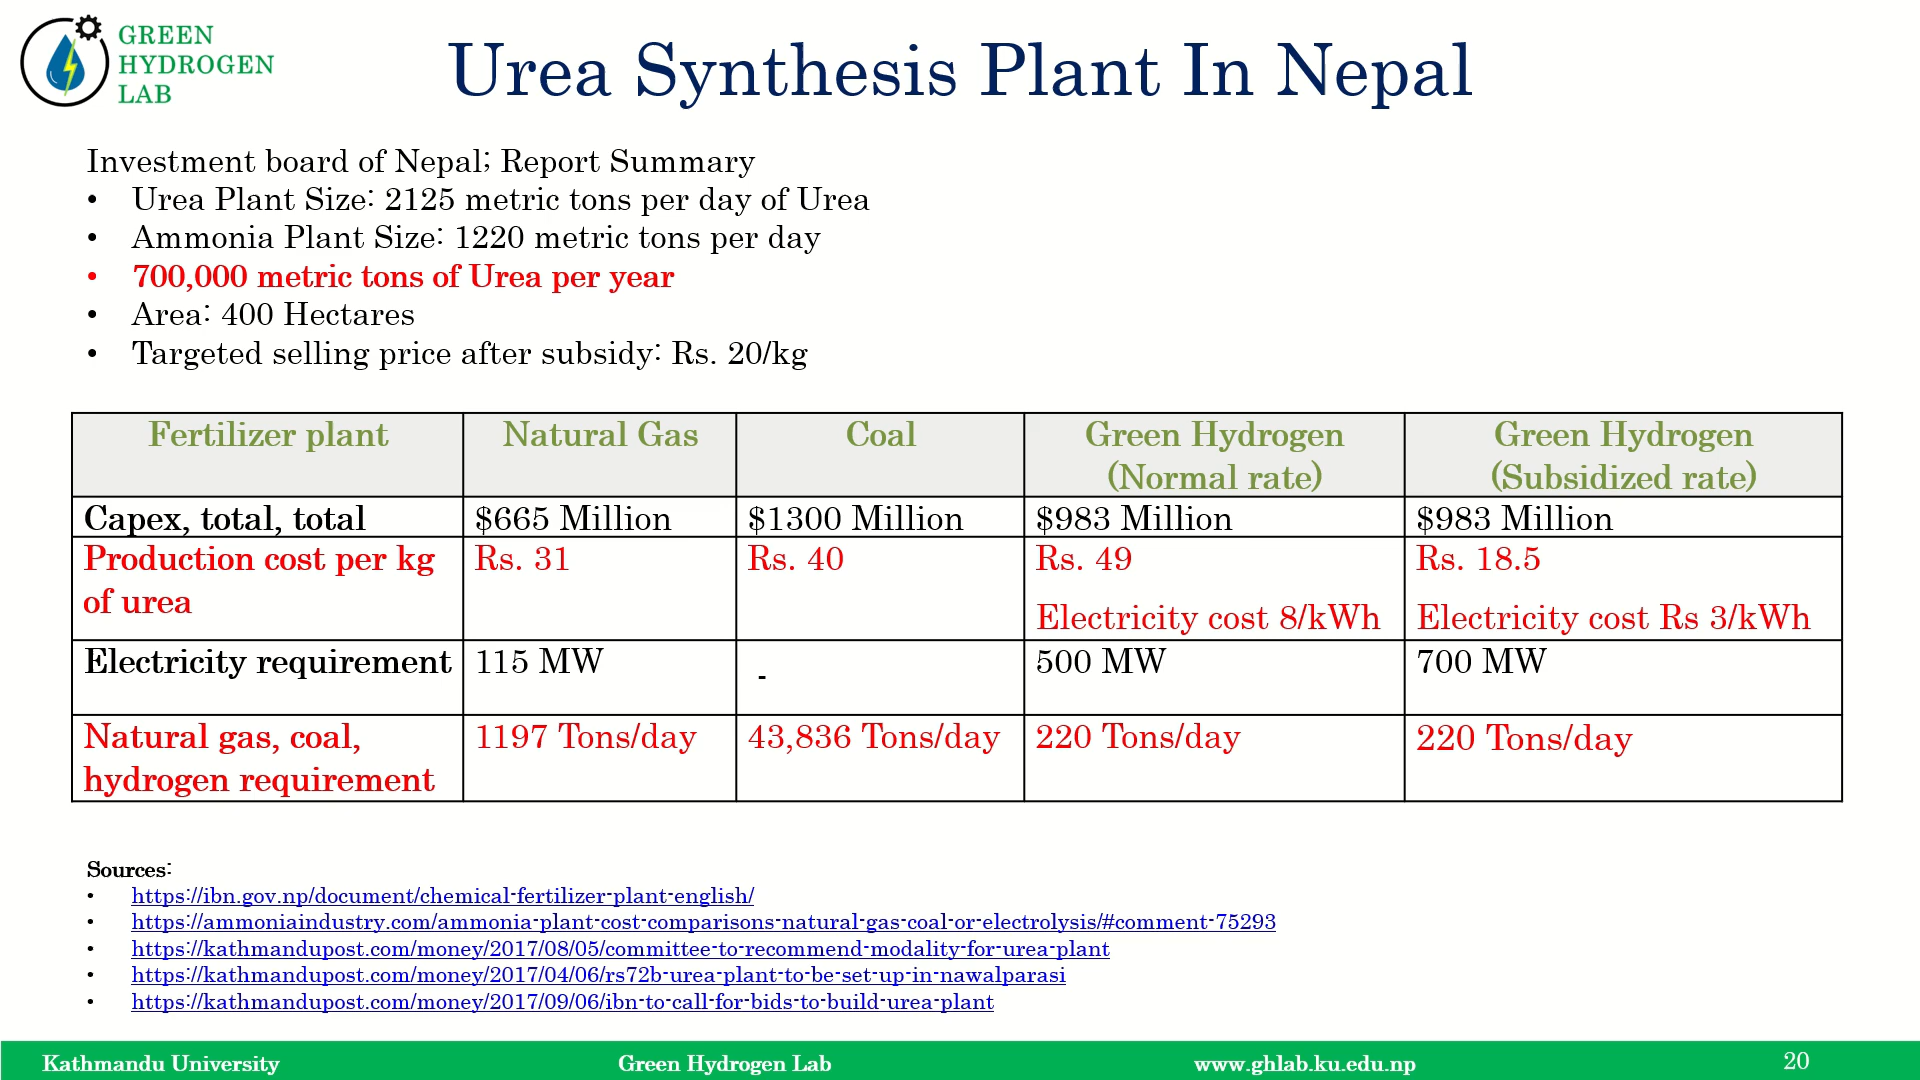 GREEN
HYDROGEN
LAB
Urea Synthesis Plant In Nepal
Investment board of Nepal; Report Summary
• Urea Plant Size: 2125 metric tons per day of Urea
• Ammonia Plant Size: 1220 metric tons per day
• 700,000 metric tons of Urea per year
• Area: 400 Hectares
• Targeted selling price after subsidy: Rs. 20/kg
Fertilizer plant Natural Gas Coal Green Hydrogen (Normal rate) Green Hydrogen (Subsidized rate)
Capex, total, total $665 Million $1300 Million $983 Million $983 Million
Production cost per kg of urea Rs. 31 Rs. 40 Rs. 49 Electricity cost 8/kWh Rs. 18.5 Electricity cost Rs 3/kWh
Electricity requirement 115 MW - 500 MW 700 MW
Natural gas, coal, hydrogen requirement 1197 Tons/day 43,836 Tons/day 220 Tons/day 220 Tons/day
Sources:
• https://ibn.gov.np/document/chemical-fertilizer-plant-english/
• https://ammoniaindustry.com/ammonia-plant-cost-comparisons-natural-gas-coal-or-electrolysis/#comment-75293
• https://kathmandupost.com/money/2017/08/05/committee-to-recommend-modality-for-urea-plant
• https://kathmandupost.com/money/2017/04/06/rs72b-urea-plant-to-be-set-up-in-nawalparasi
• https://kathmandupost.com/money/2017/09/06/ibn-to-call-for-bids-to-build-urea-plant
Kathmandu University Green Hydrogen Lab www.ghlab.ku.edu.np 20